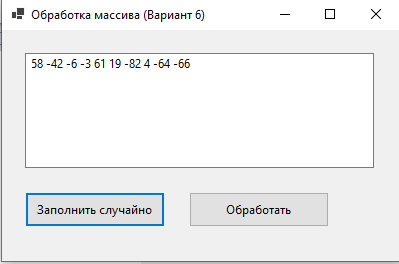 Обработка массива (Вариант 6)
58 -42 -6 -3 61 19 -82 4 -64 -66
Заполнить случайно
Обработать